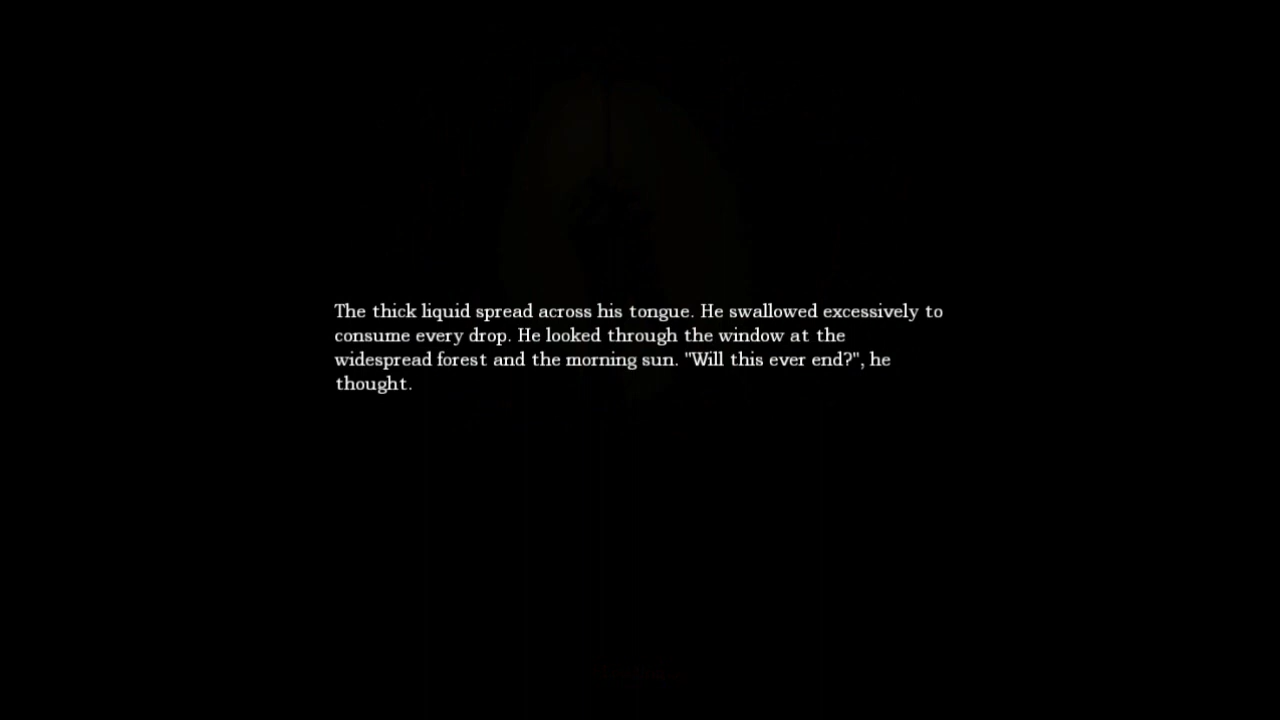 The thick liquid spread across his tongue. He swallowed excessively to
consume every drop. He looked through the window at the
widespread forest and the morning sun. "Will this ever end?", he
thought.